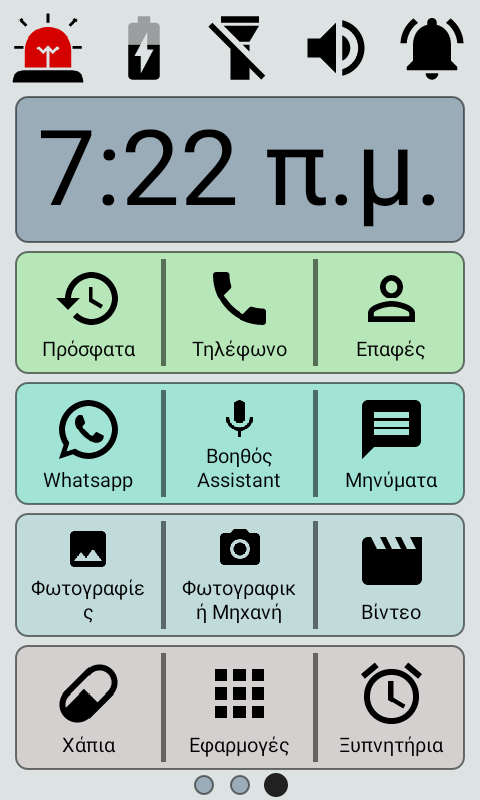 7:22 π.μ.
Πρόσφατα
Τηλέφωνο
Επαφές
Whatsapp
Βοηθός
Assistant
Μηνύματα
Φωτογραφίε
ς
Φωτογραφικ
ή Μηχανή
Βίντεο
Χάπια
Εφαρμογές
Ξυπνητήρια